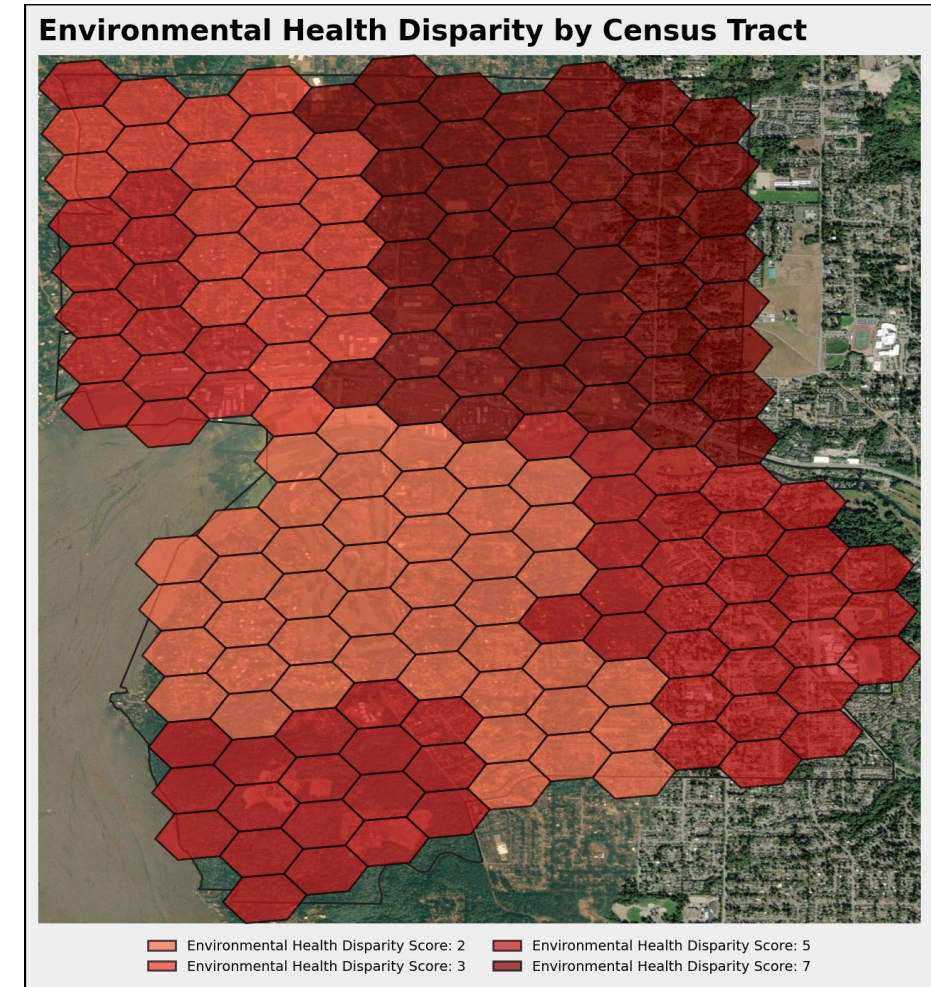 Environmental Health Disparity by Census Tract
Environmental Health Disparity Score: 2
Environmental Health Disparity Score: 3
Environmental Health Disparity Score: 5
Environmental Health Disparity Score: 7